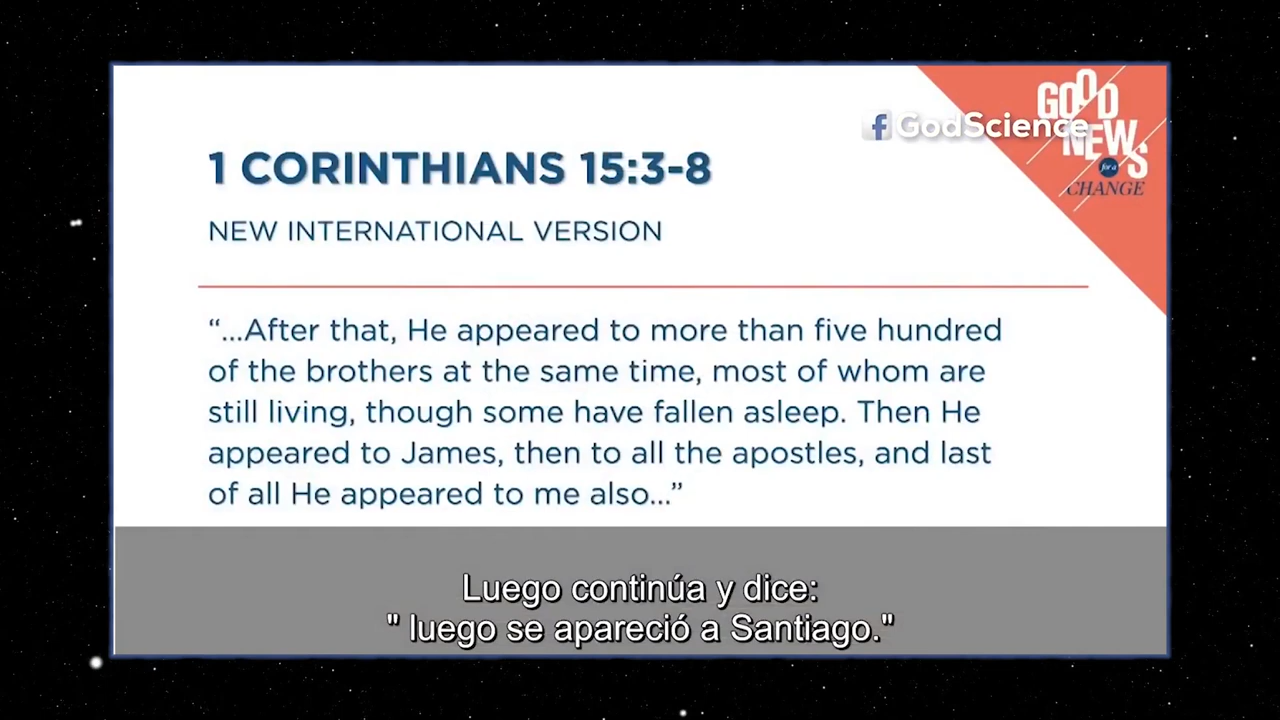 GodScience
GOOD
NEWS
for a
CHANGE
1 CORINTHIANS 15:3-8
NEW INTERNATIONAL VERSION
“...After that, He appeared to more than five hundred
of the brothers at the same time, most of whom are
still living, though some have fallen asleep. Then He
appeared to James, then to all the apostles, and last
of all He appeared to me also...”
Luego continúa y dice:
" luego se apareció a Santiago."